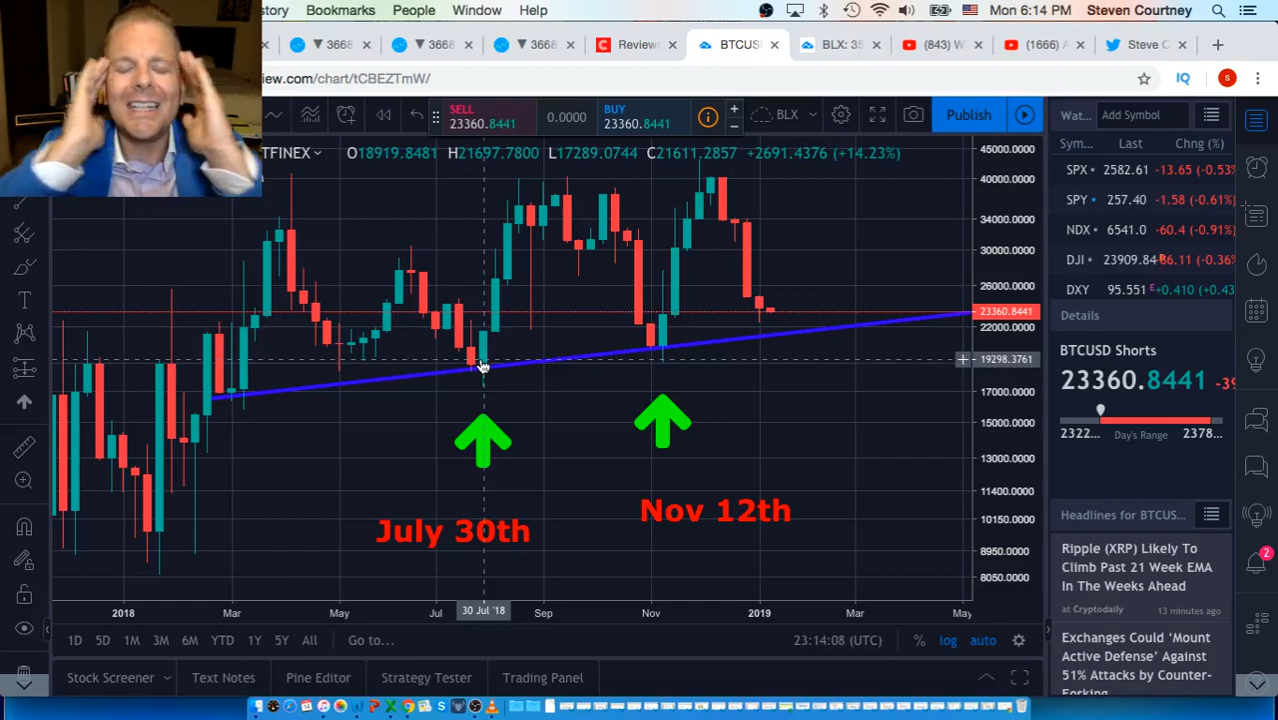 story Bookmarks People Window Help Mon 6:14 PM Steven Courtney
3668 3668 3668 Reviews BTCUS BLX: 3 (843) W (1666) A Steve C
view.com/chart/tCBEZTmW/
SELL
23360.8441
0.0000
BUY
23360.8441
BLX
Publish
TFINEX O18919.8481 H21697.7800 L17289.0744 C21611.2857 +2691.4376 (+14.23%)
45000.0000
40000.0000
34000.0000
30000.0000
26000.0000
23360.8441
22000.0000
19298.3761
17000.0000
15000.0000
13000.0000
11400.0000
10150.0000
8950.0000
8050.0000
July 30th
Nov 12th
2018 Mar May Jul 30 Jul '18 Sep Nov 2019 Mar May
1D 5D 1M 3M 6M YTD 1Y 5Y All Go to... 23:14:08 (UTC) % log auto
Stock Screener Text Notes Pine Editor Strategy Tester Trading Panel
Wat... Add Symbol
Sym... Last Chng (%)
SPX 2582.61 -13.65 (-0.53%
SPY 257.40 -1.58 (-0.61%)
NDX 6541.0 -60.4 (-0.91%)
DJI 23909.84 -86.11 (-0.36%
DXY 95.551 E +0.410 (+0.43
Details
BTCUSD Shorts
23360.8441 -3
2322... Day's Range 2378...
Headlines for BTCUS...
Ripple (XRP) Likely To
Climb Past 21 Week EMA
In The Weeks Ahead
at Cryptodaily 13 minutes ago
Exchanges Could 'Mount
Active Defense' Against
51% Attacks by Counter-
Forking
2